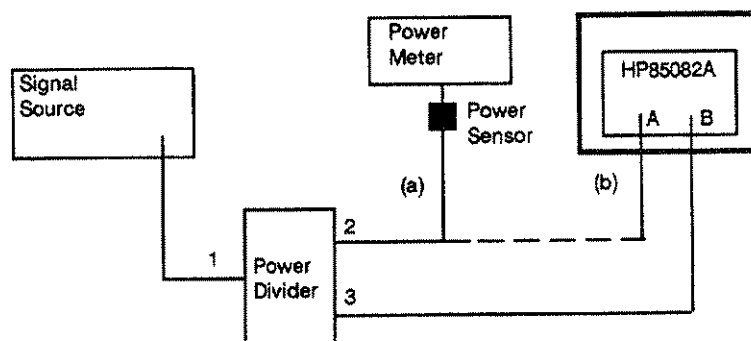 Signal
Source
Power
Meter
Power
Sensor
HP85082A
A
B
(a)
(b)
1
2
3
Power
Divider